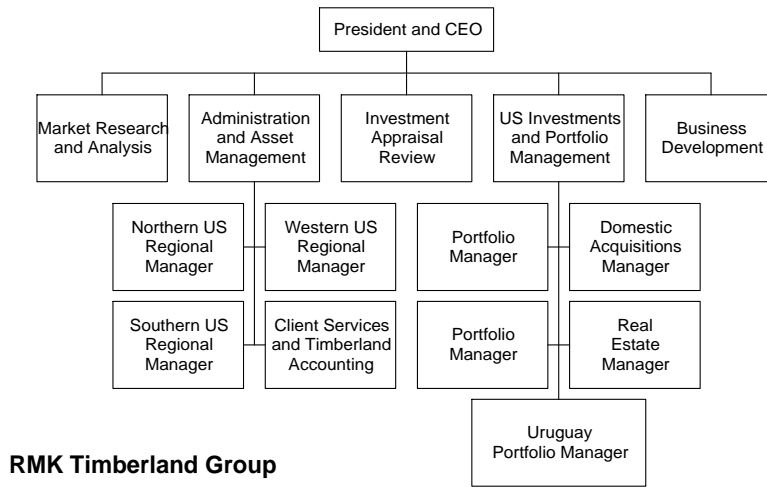 President and CEO
Market Research
and Analysis
Administration
and Asset
Management
Investment
Appraisal
Review
US Investments
and Portfolio
Management
Business
Development
Northern US
Regional
Manager
Western US
Regional
Manager
Portfolio
Manager
Domestic
Acquisitions
Manager
Southern US
Regional
Manager
Client Services
and Timberland
Accounting
Portfolio
Manager
Real
Estate
Manager
Uruguay
Portfolio Manager
RMK Timberland Group